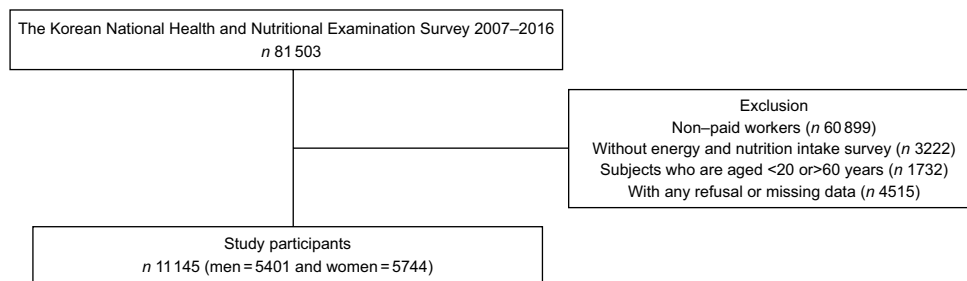 The Korean National Health and Nutritional Examination Survey 2007–2016
n 81 503
Exclusion
Non–paid workers (n 60 899)
Without energy and nutrition intake survey (n 3222)
Subjects who are aged <20 or>60 years (n 1732)
With any refusal or missing data (n 4515)
Study participants
n 11 145 (men = 5401 and women = 5744)